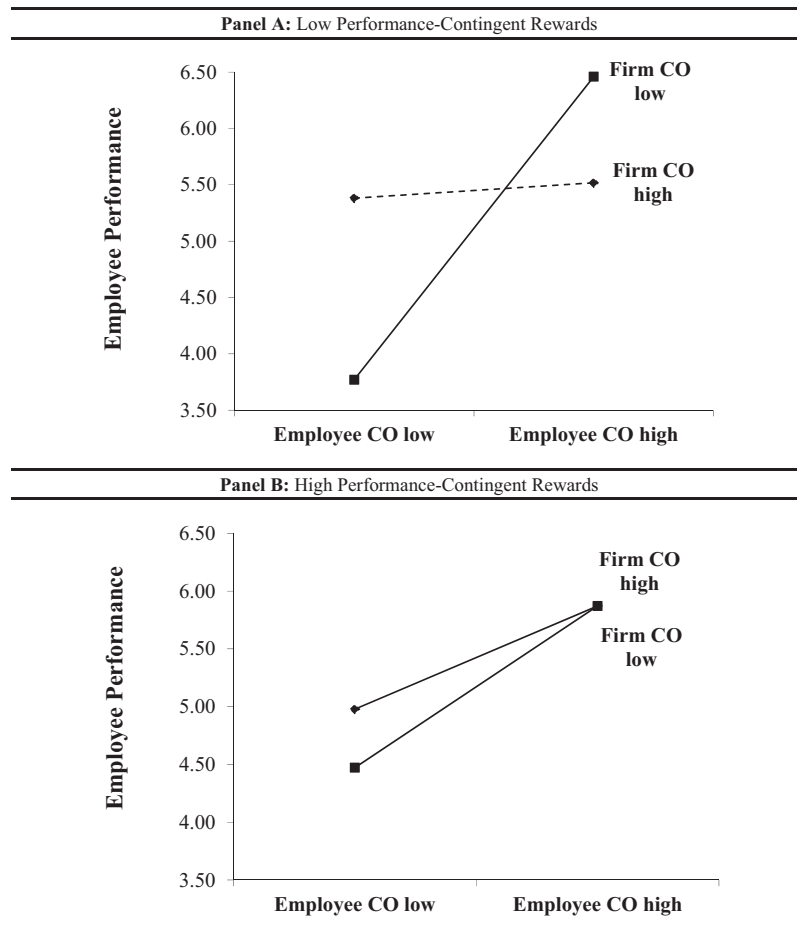 Panel A: Low Performance-Contingent Rewards
Employee Performance
6.50
6.00
5.50
5.00
4.50
4.00
3.50
Firm CO
low
Firm CO
high
Employee CO low
Employee CO high
Panel B: High Performance-Contingent Rewards
Employee Performance
6.50
6.00
5.50
5.00
4.50
4.00
3.50
Firm CO
high
Firm CO
low
Employee CO low
Employee CO high